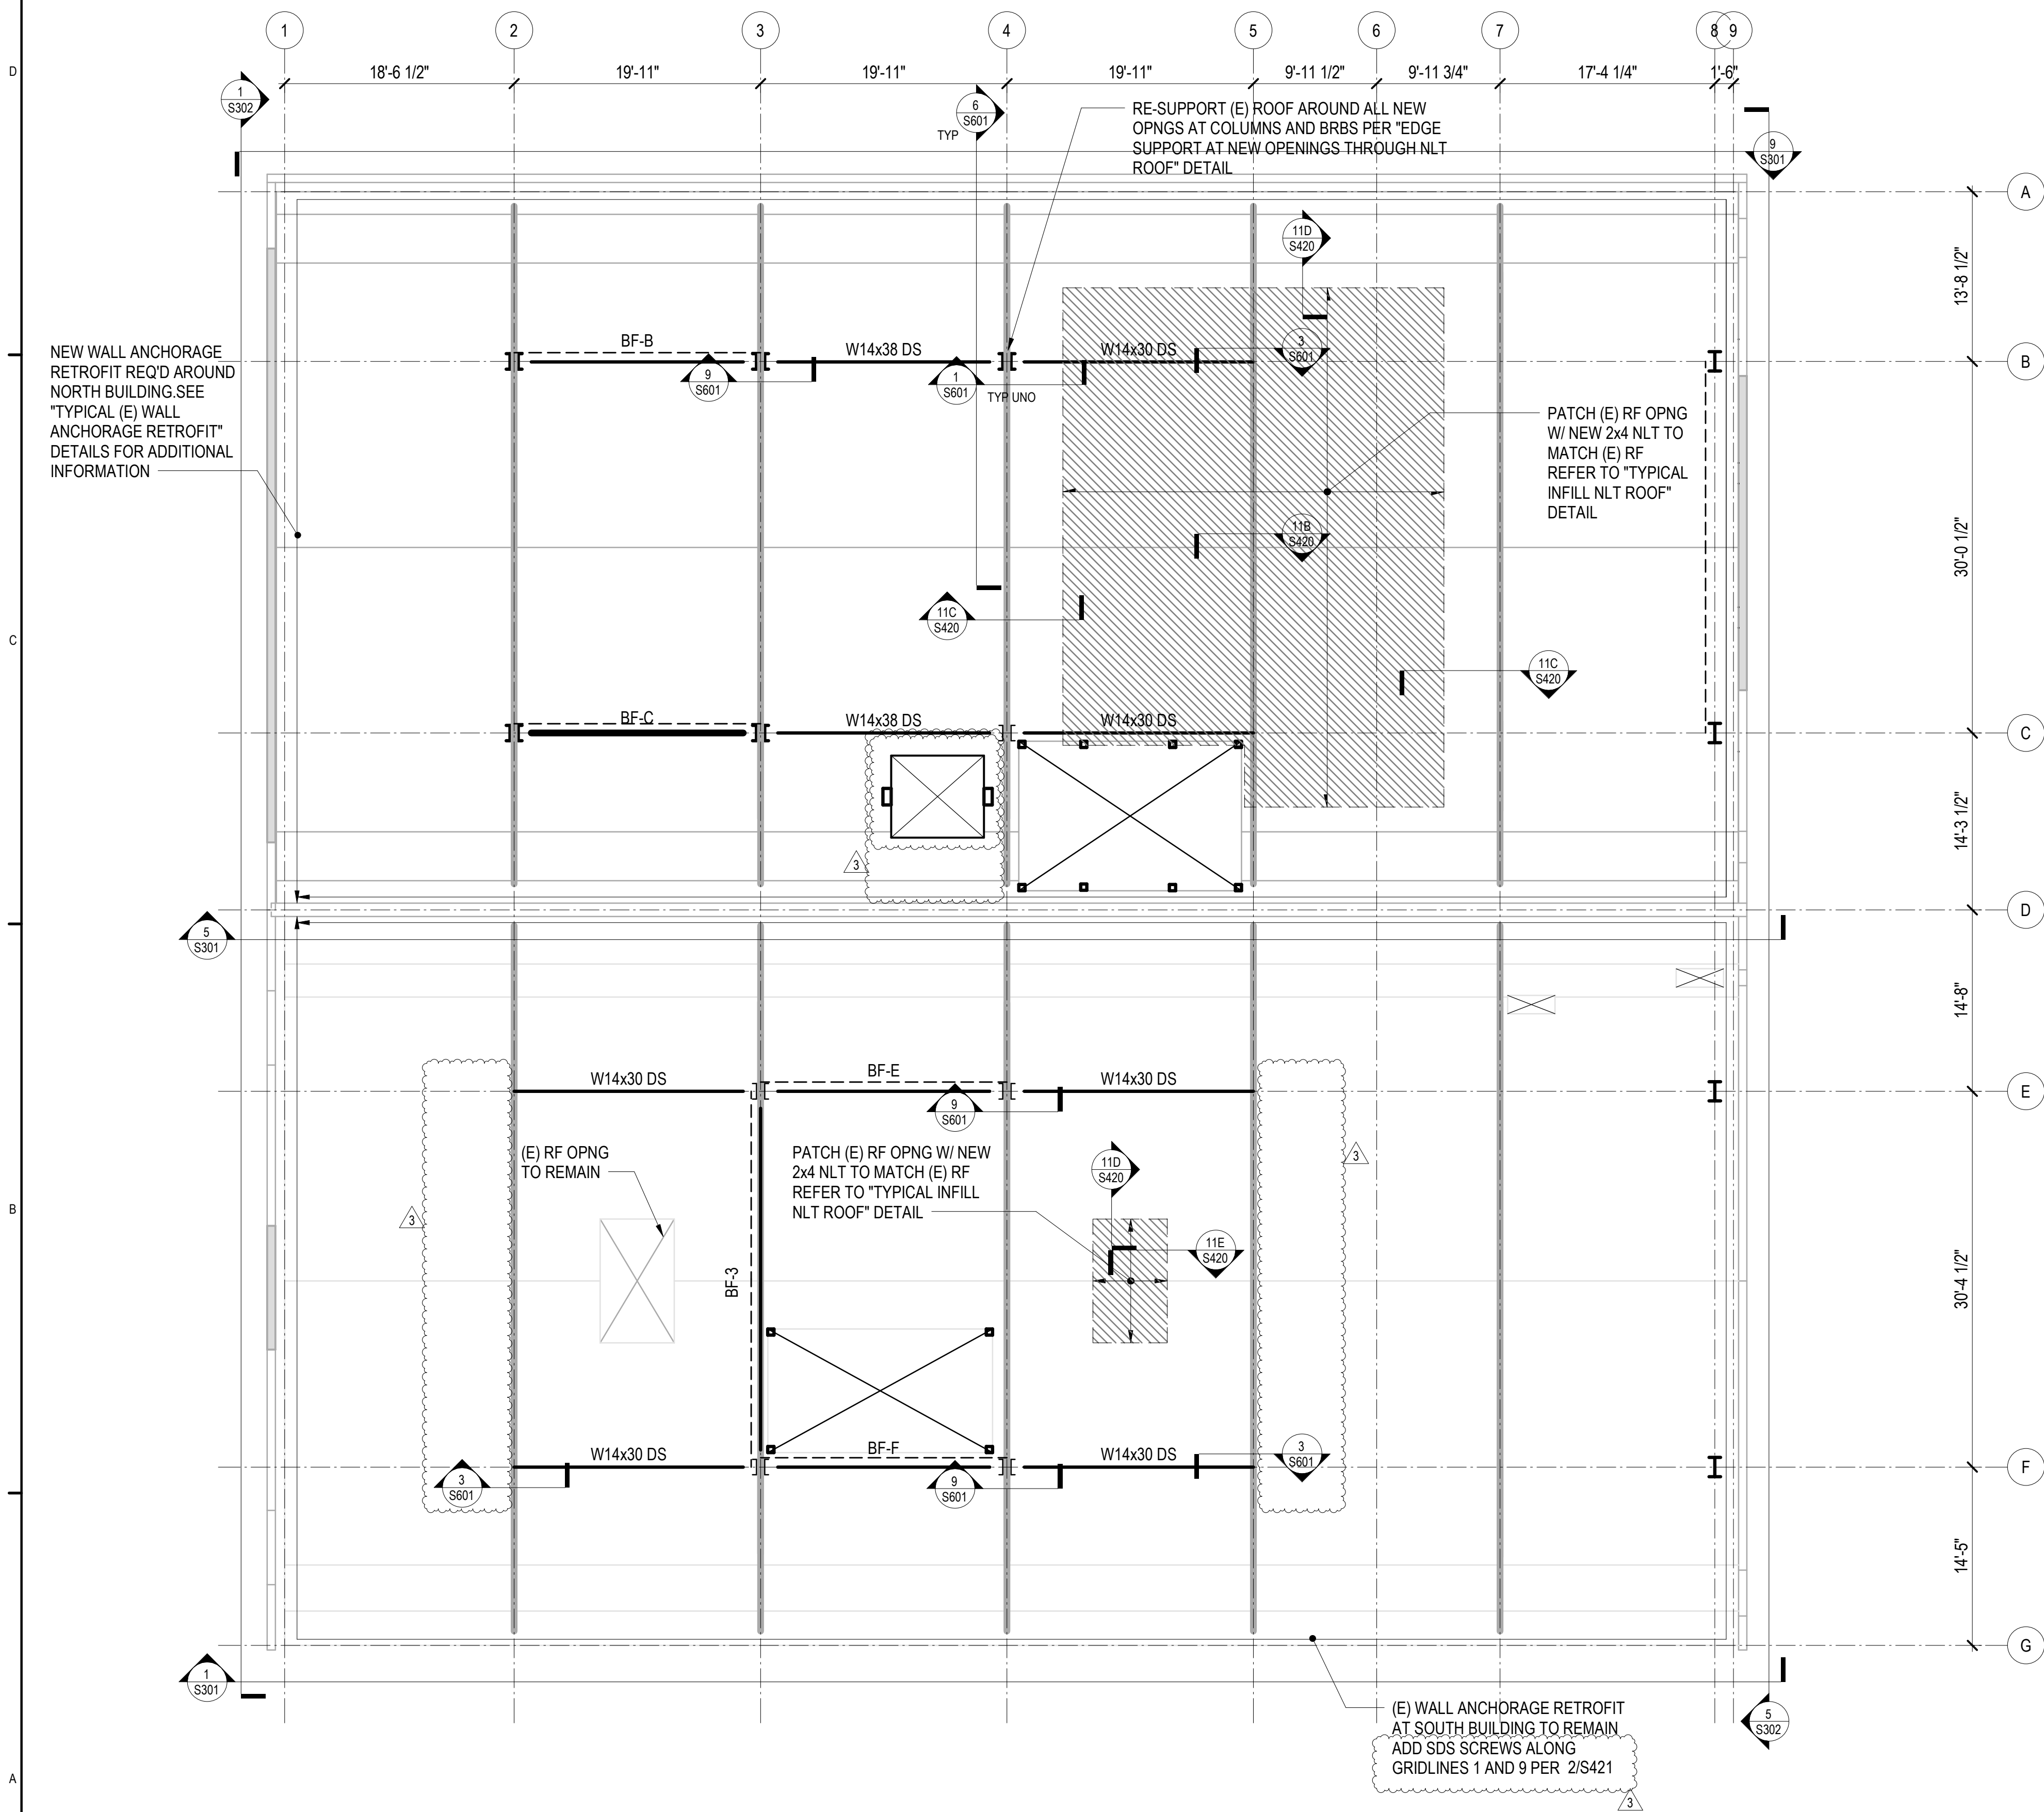 1
2
3
4
5
6
7
8
9
18'-6 1/2"
19'-11"
19'-11"
19'-11"
9'-11 1/2"
9'-11 3/4"
17'-4 1/4"
1'-6"
D
1
S302
6
S601
TYP
RE-SUPPORT (E) ROOF AROUND ALL NEW
OPNGS AT COLUMNS AND BRBS PER "EDGE
SUPPORT AT NEW OPENINGS THROUGH NLT
ROOF" DETAIL
9
S301
A
13'-8 1/2"
11D
S420
NEW WALL ANCHORAGE
RETROFIT REQ'D AROUND
NORTH BUILDING.SEE
"TYPICAL (E) WALL
ANCHORAGE RETROFIT"
DETAILS FOR ADDITIONAL
INFORMATION
BF-B
W14x38 DS
W14x30 DS
3
S601
B
9
S601
1
S601
TYP UNO
PATCH (E) RF OPNG
W/ NEW 2x4 NLT TO
MATCH (E) RF
REFER TO "TYPICAL
INFILL NLT ROOF"
DETAIL
11B
S420
30'-0 1/2"
11C
S420
C
11C
S420
BF-C
W14x38 DS
W14x30 DS
C
3
14'-3 1/2"
D
5
S301
14'-8"
W14x30 DS
BF-E
W14x30 DS
E
9
S601
(E) RF OPNG
TO REMAIN
PATCH (E) RF OPNG W/ NEW
2x4 NLT TO MATCH (E) RF
REFER TO "TYPICAL INFILL
NLT ROOF" DETAIL
11D
S420
3
B
3
11E
S420
BF-3
30'-4 1/2"
W14x30 DS
BF-F
W14x30 DS
3
S601
F
3
S601
9
S601
14'-5"
G
1
S301
(E) WALL ANCHORAGE RETROFIT
AT SOUTH BUILDING TO REMAIN
ADD SDS SCREWS ALONG
GRIDLINES 1 AND 9 PER 2/S421
5
S302
A
3